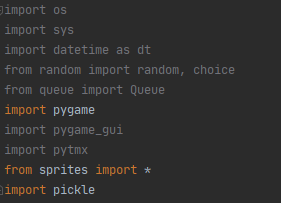 import os
import sys
import datetime as dt
from random import random, choice
from queue import Queue
import pygame
import pygame_gui
import pytmx
from sprites import *
import pickle